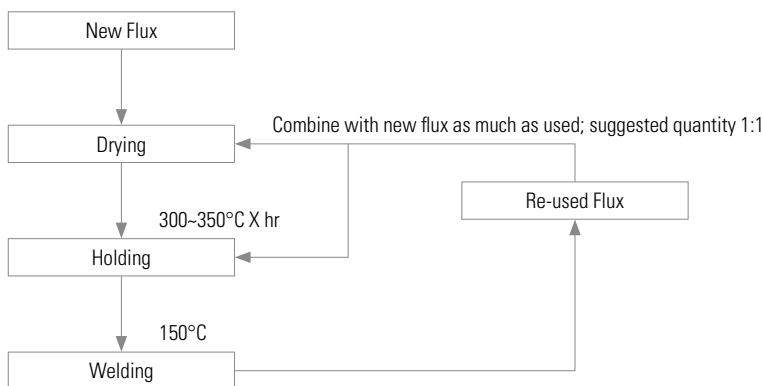 New Flux
Combine with new flux as much as used; suggested quantity 1:1
Drying
Re-used Flux
300~350°C X hr
Holding
150°C
Welding